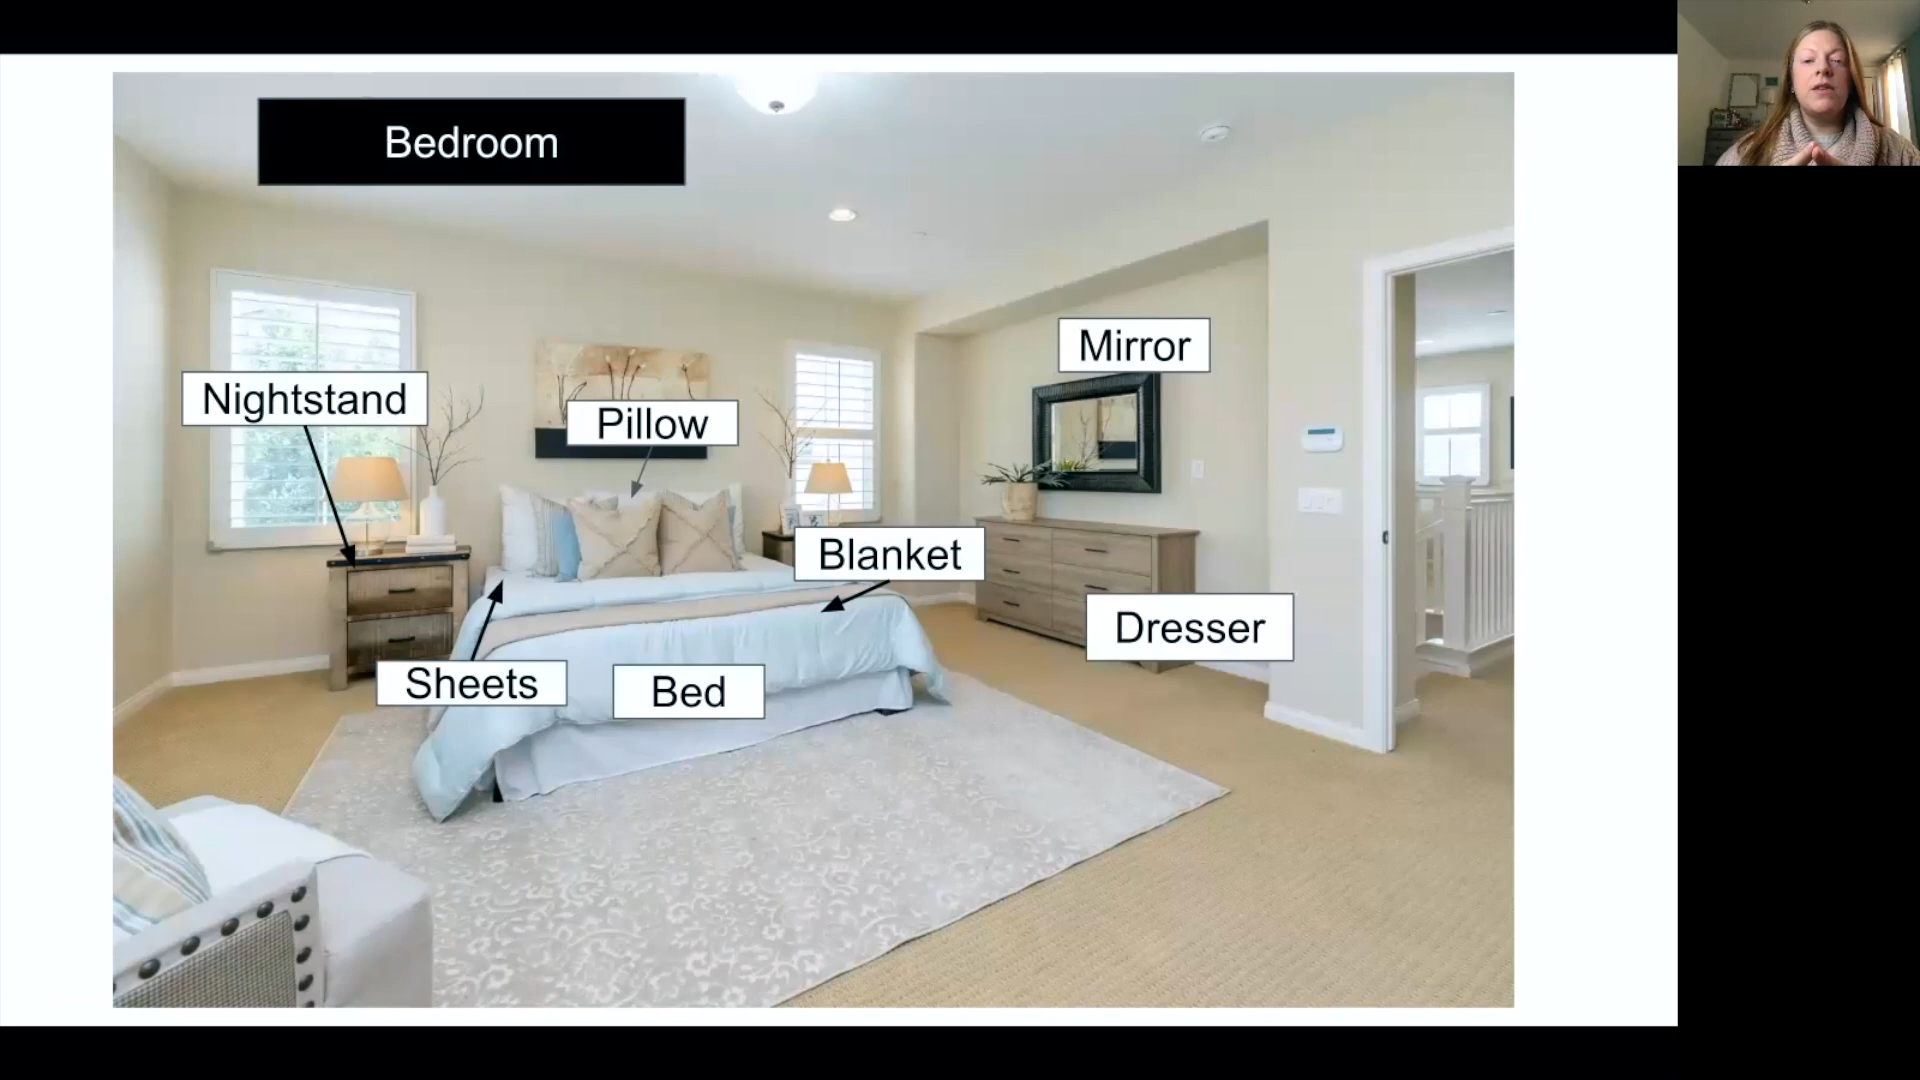 Bedroom
Mirror
Nightstand
Pillow
Blanket
Dresser
Sheets
Bed